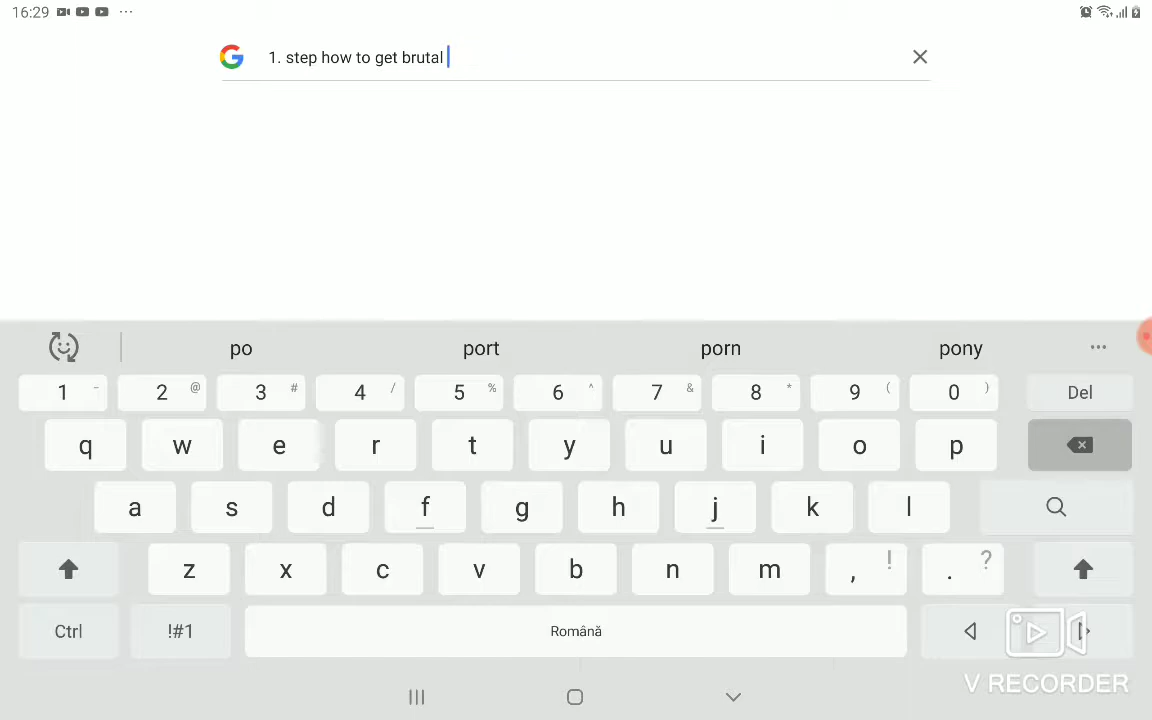 16:29
1. step how to get brutal
po port porn pony
1 - 2 @ 3 # 4 / 5 % 6 ^ 7 & 8 * 9 ( 0 ) Del
q w e r t y u i o p
a s d f g h j k l
z x c v b n m , ! . ?
Ctrl !#1 Română
V RECORDER